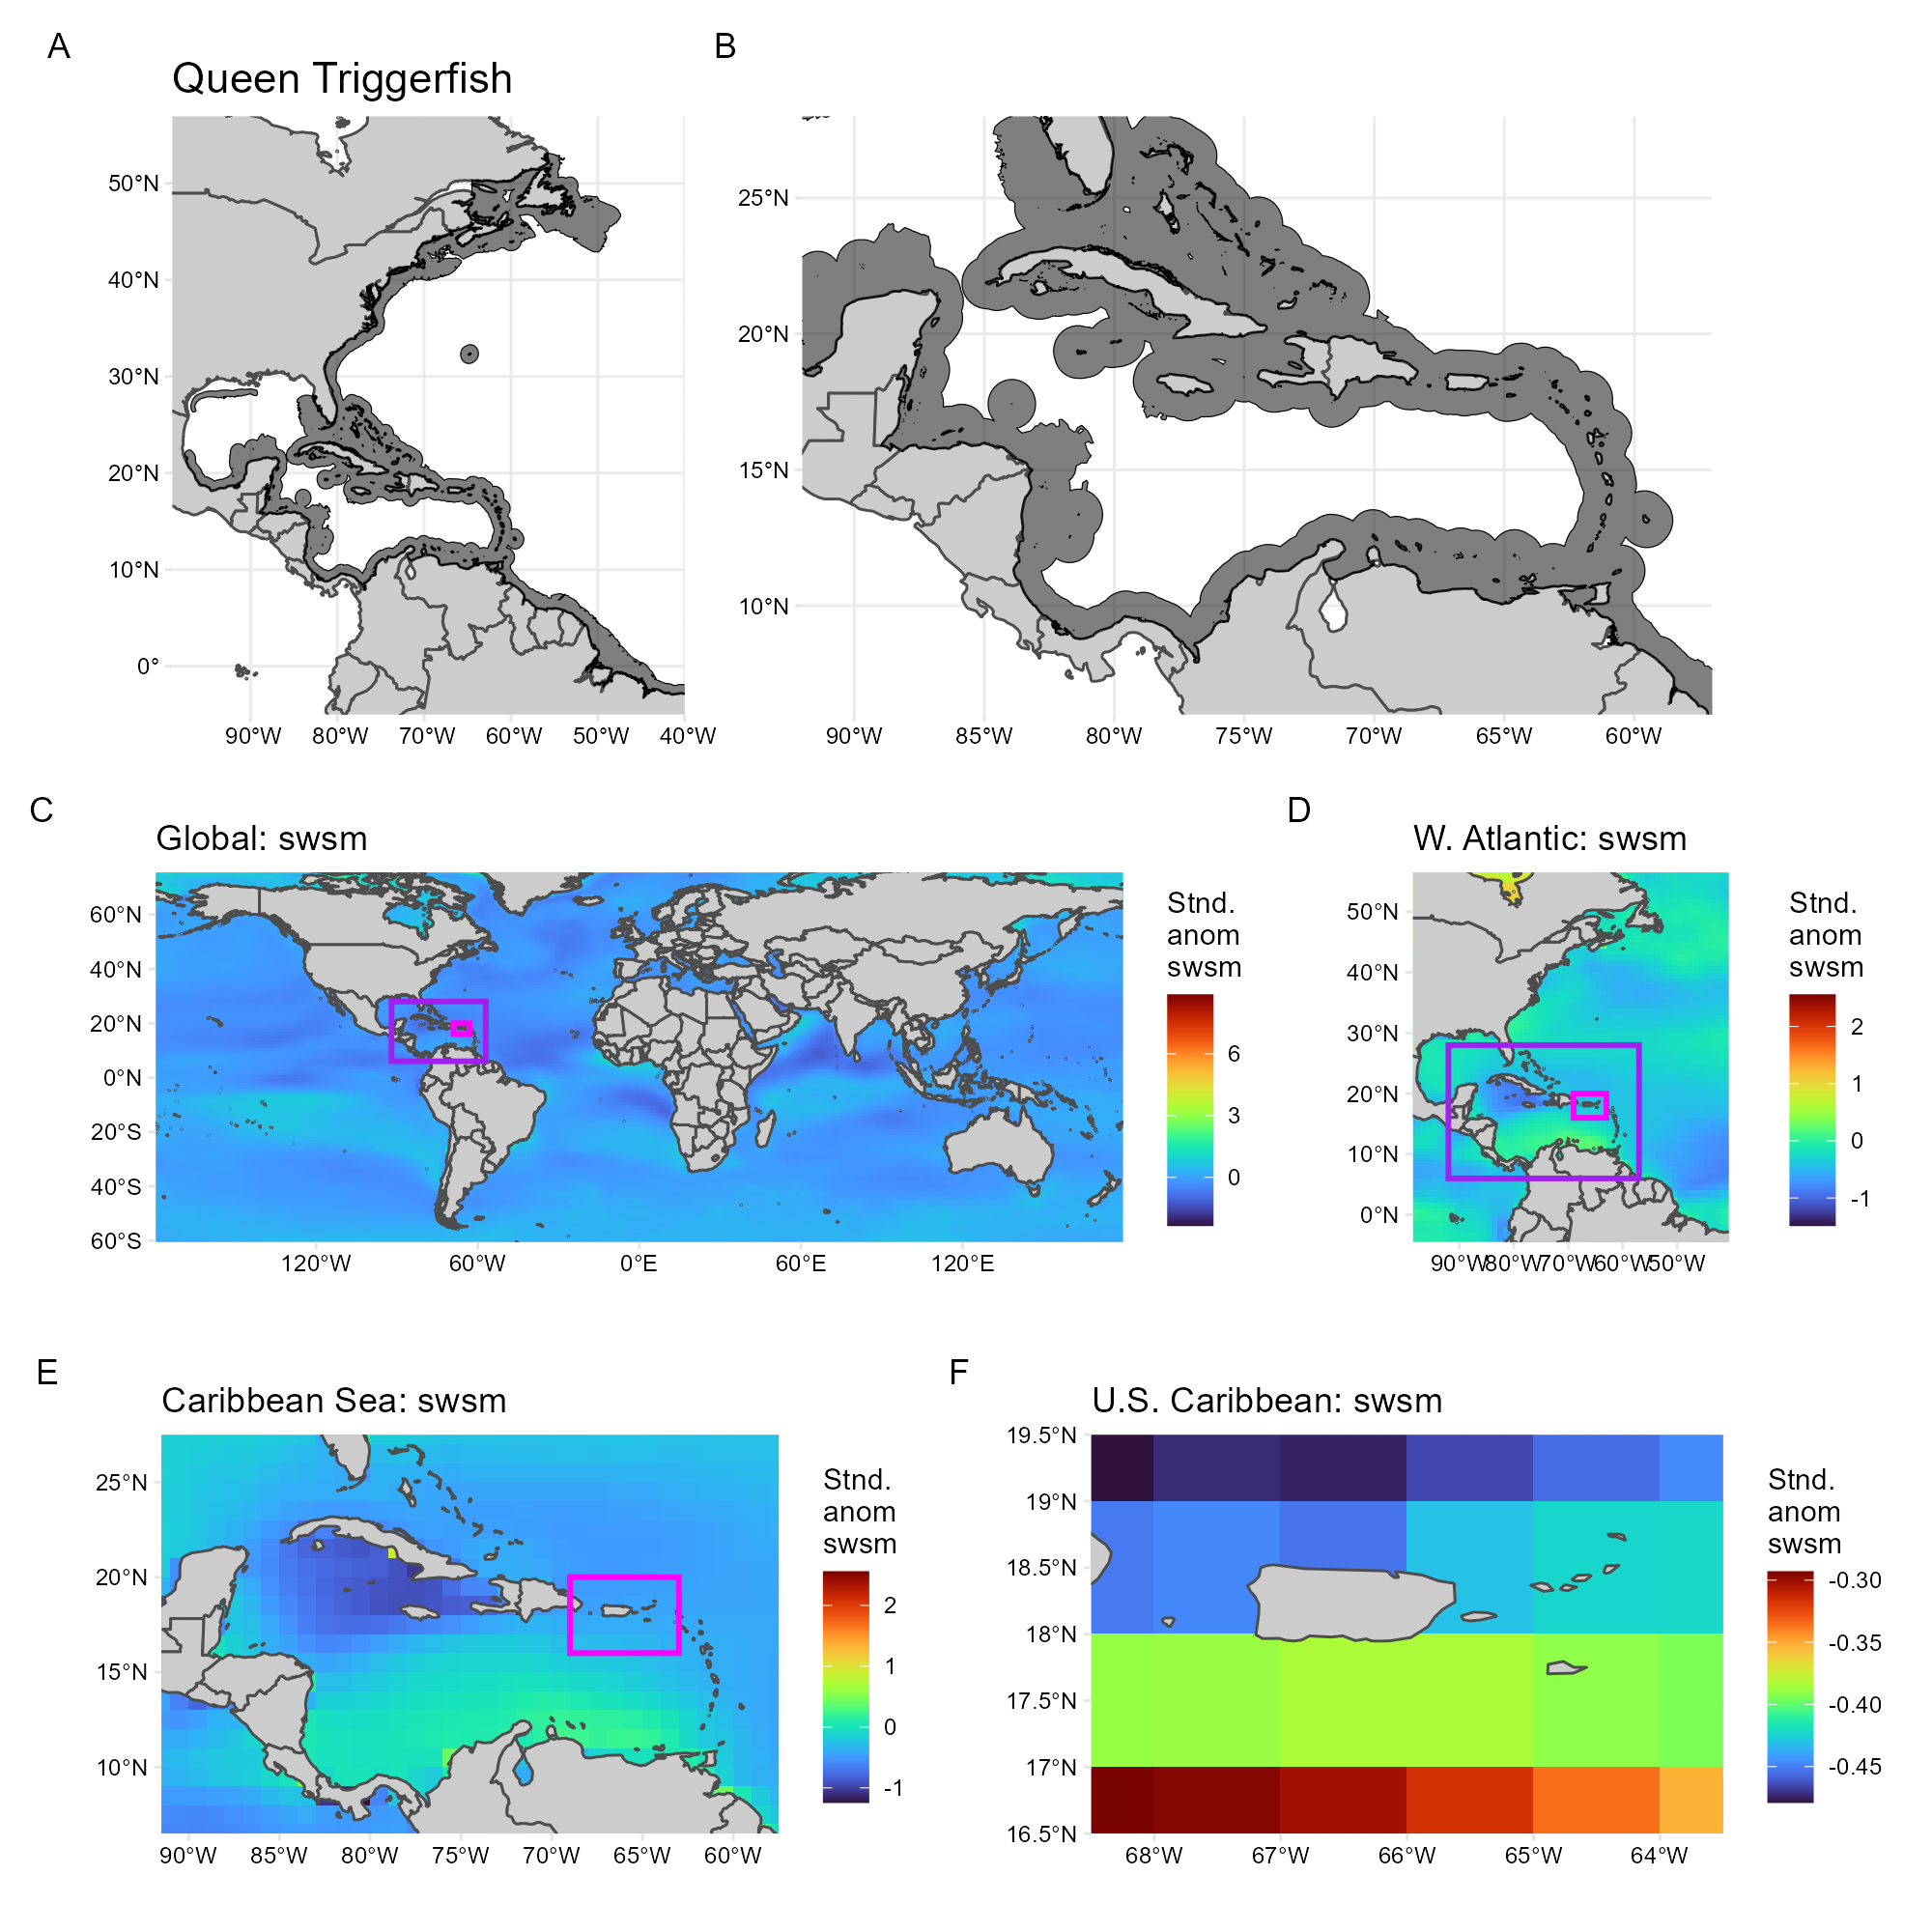 A
Queen Triggerfish
50°N
40°N
30°N
20°N
10°N
0°
90°W 80°W 70°W 60°W 50°W 40°W
B
25°N
20°N
15°N
10°N
90°W 85°W 80°W 75°W 70°W 65°W 60°W
C
Global: swsm
60°N
40°N
20°N
0°N
20°S
40°S
60°S
120°W 60°W 0°E 60°E 120°E
Stnd.
anom
swsm
6
3
0
D
W. Atlantic: swsm
50°N
40°N
30°N
20°N
10°N
0°N
90°W 80°W 70°W 60°W 50°W
Stnd.
anom
swsm
2
1
0
-1
E
Caribbean Sea: swsm
25°N
20°N
15°N
10°N
90°W 85°W 80°W 75°W 70°W 65°W 60°W
Stnd.
anom
swsm
2
1
0
-1
F
U.S. Caribbean: swsm
19.5°N
19°N
18.5°N
18°N
17.5°N
17°N
16.5°N
68°W 67°W 66°W 65°W 64°W
Stnd.
anom
swsm
-0.30
-0.35
-0.40
-0.45